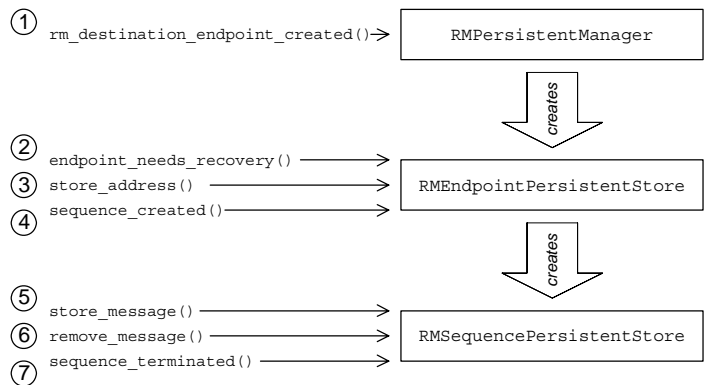 1
rm_destination_endpoint_created()
RMPersistentManager
creates
2
endpoint_needs_recovery()
3
store_address()
RMEndpointPersistentStore
4
sequence_created()
creates
5
store_message()
6
remove_message()
RMSequencePersistentStore
7
sequence_terminated()